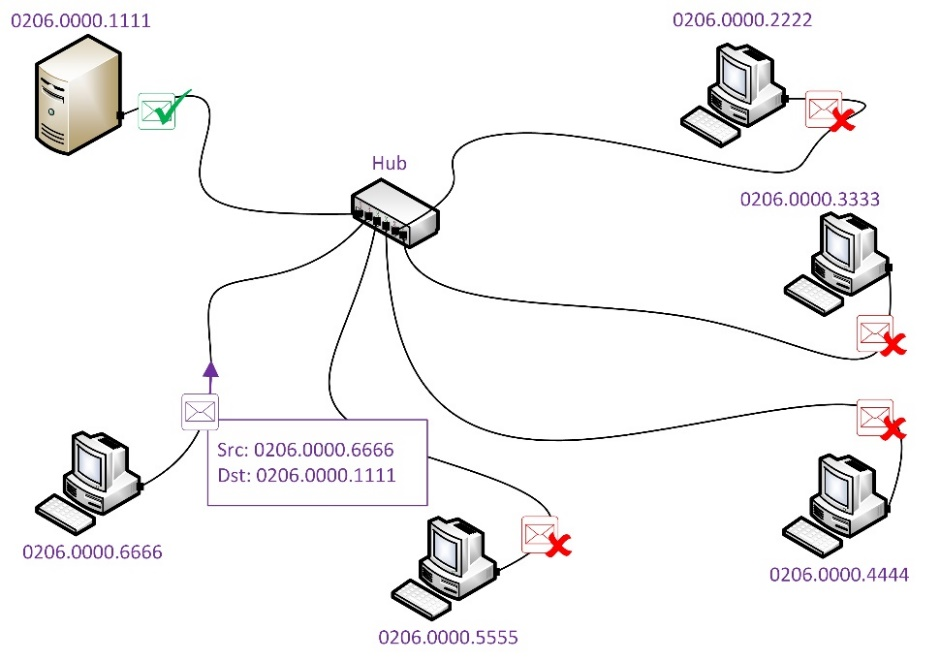 0206.0000.1111
0206.0000.2222
Hub
0206.0000.3333
Src: 0206.0000.6666
Dst: 0206.0000.1111
0206.0000.6666
0206.0000.4444
0206.0000.5555